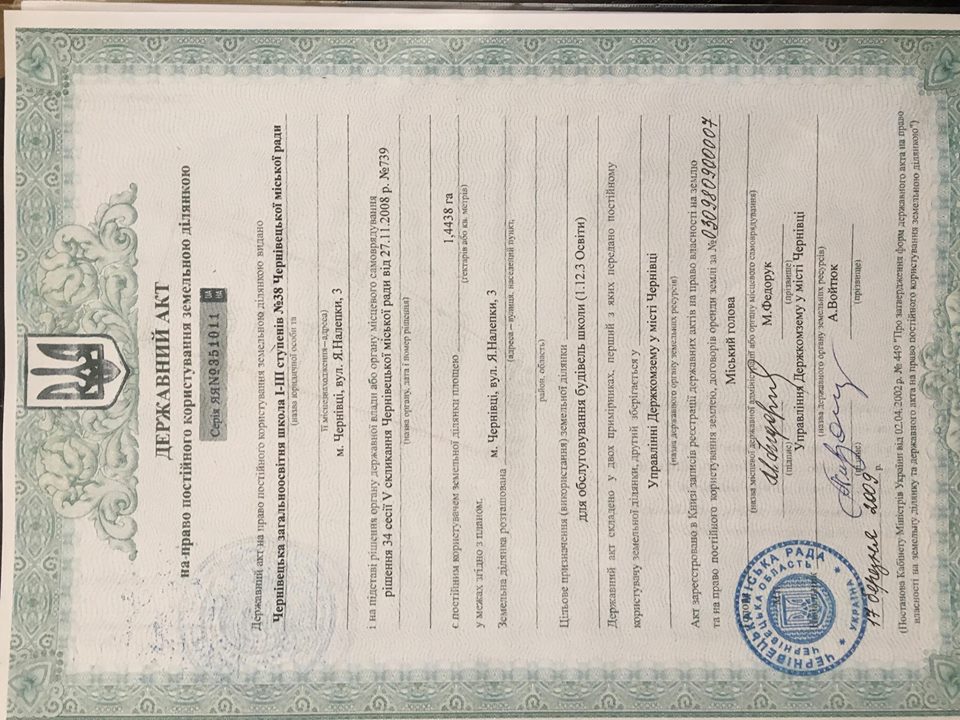 ДЕРЖАВНИЙ АКТ
на право постійного користування земельною ділянкою
Серія ЯЯ №351011
Державний акт на право постійного користування земельною ділянкою видано
Чернівецька загальноосвітня школа І-ІІІ ступенів №38 Чернівецької міської ради
(назва юридичної особи та
її місцезнаходження – адреса)
м. Чернівці, вул. Я.Налепки, 3
і на підставі рішення органу державної влади або органу місцевого самоврядування
рішення 34 сесії V скликання Чернівецької міської ради від 27.11.2008 р. №739
(назва органу, дата і номер рішення)
є постійним користувачем земельної ділянки площею 1,4438 га
(гектарів або кв. метрів)
у межах згідно з планом.
Земельна ділянка розташована м. Чернівці, вул. Я.Налепки, 3
(адреса – вулиця, населений пункт,
район, область)
Цільове призначення (використання) земельної ділянки
для обслуговування будівель школи (1.12.3 Освіти)
Державний акт складено у двох примірниках, перший з яких передано постійному
користувачу земельної ділянки, другий зберігається у
Управлінні Держкомзему у місті Чернівці
(назва державного органу земельних ресурсів)
Акт зареєстровано в Книзі записів реєстрації державних актів на право власності на землю
та на право постійного користування землею, договорів оренди землі за № 030980900007
Міський голова
(назва місцевої державної адміністрації або органу місцевого самоврядування)
М.Федорук
(підпис) (прізвище)
Управління Держкомзему у місті Чернівці
(назва державного органу земельних ресурсів)
А.Войтюк
(підпис) (прізвище)
17 березня 2009 р.
ЧЕРНІВЕЦЬКА МІСЬКА РАДА
ЧЕРНІВЕЦЬКА ОБЛАСТЬ
УКРАЇНА
(Постанова Кабінету Міністрів України від 02.04.2002 р. № 449 "Про затвердження форм державного акта на право
власності на земельну ділянку та державного акта на право постійного користування земельною ділянкою")